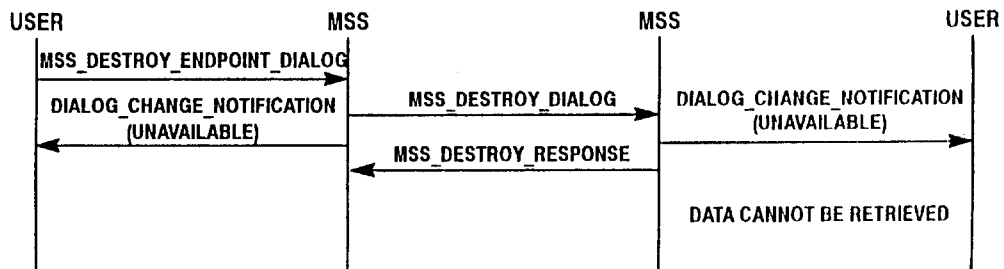 USER MSS MSS USER
MSS_DESTROY_ENDPOINT_DIALOG
DIALOG_CHANGE_NOTIFICATION
(UNAVAILABLE)
MSS_DESTROY_DIALOG
DIALOG_CHANGE_NOTIFICATION
(UNAVAILABLE)
MSS_DESTROY_RESPONSE
DATA CANNOT BE RETRIEVED